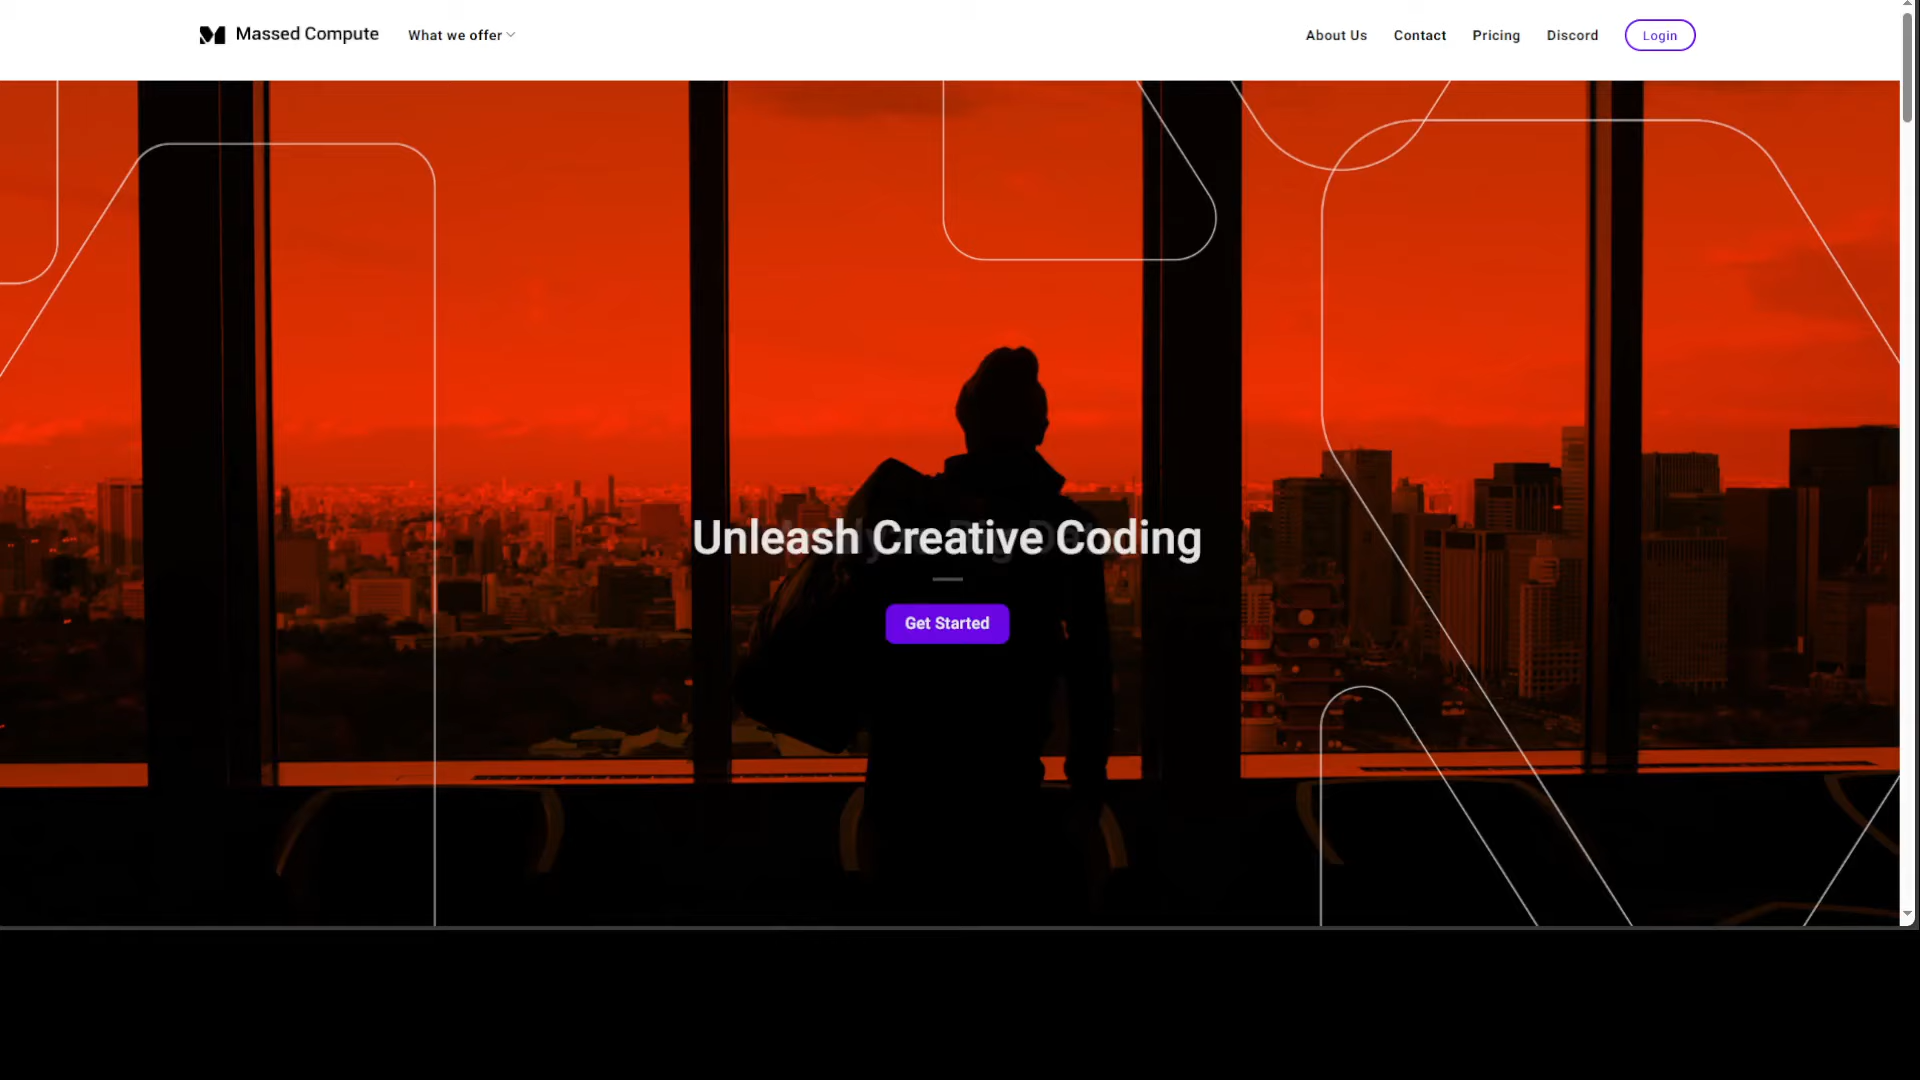 Massed Compute
What we offer
About Us
Contact
Pricing
Discord
Login
Unleash Creative Coding
Get Started